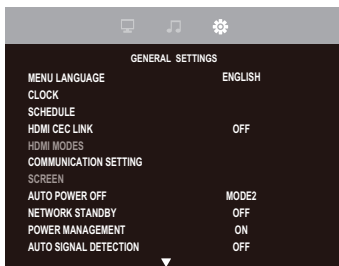 GENERAL SETTINGS
MENU LANGUAGE ENGLISH
CLOCK
SCHEDULE
HDMI CEC LINK OFF
HDMI MODES
COMMUNICATION SETTING
SCREEN
AUTO POWER OFF MODE2
NETWORK STANDBY OFF
POWER MANAGEMENT ON
AUTO SIGNAL DETECTION OFF